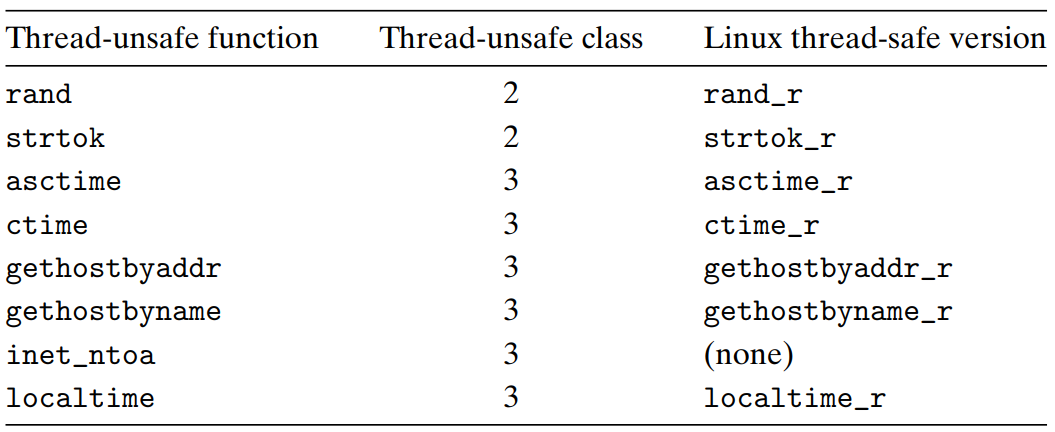 Thread-unsafe function Thread-unsafe class Linux thread-safe version
rand 2 rand_r
strtok 2 strtok_r
asctime 3 asctime_r
ctime 3 ctime_r
gethostbyaddr 3 gethostbyaddr_r
gethostbyname 3 gethostbyname_r
inet_ntoa 3 (none)
localtime 3 localtime_r